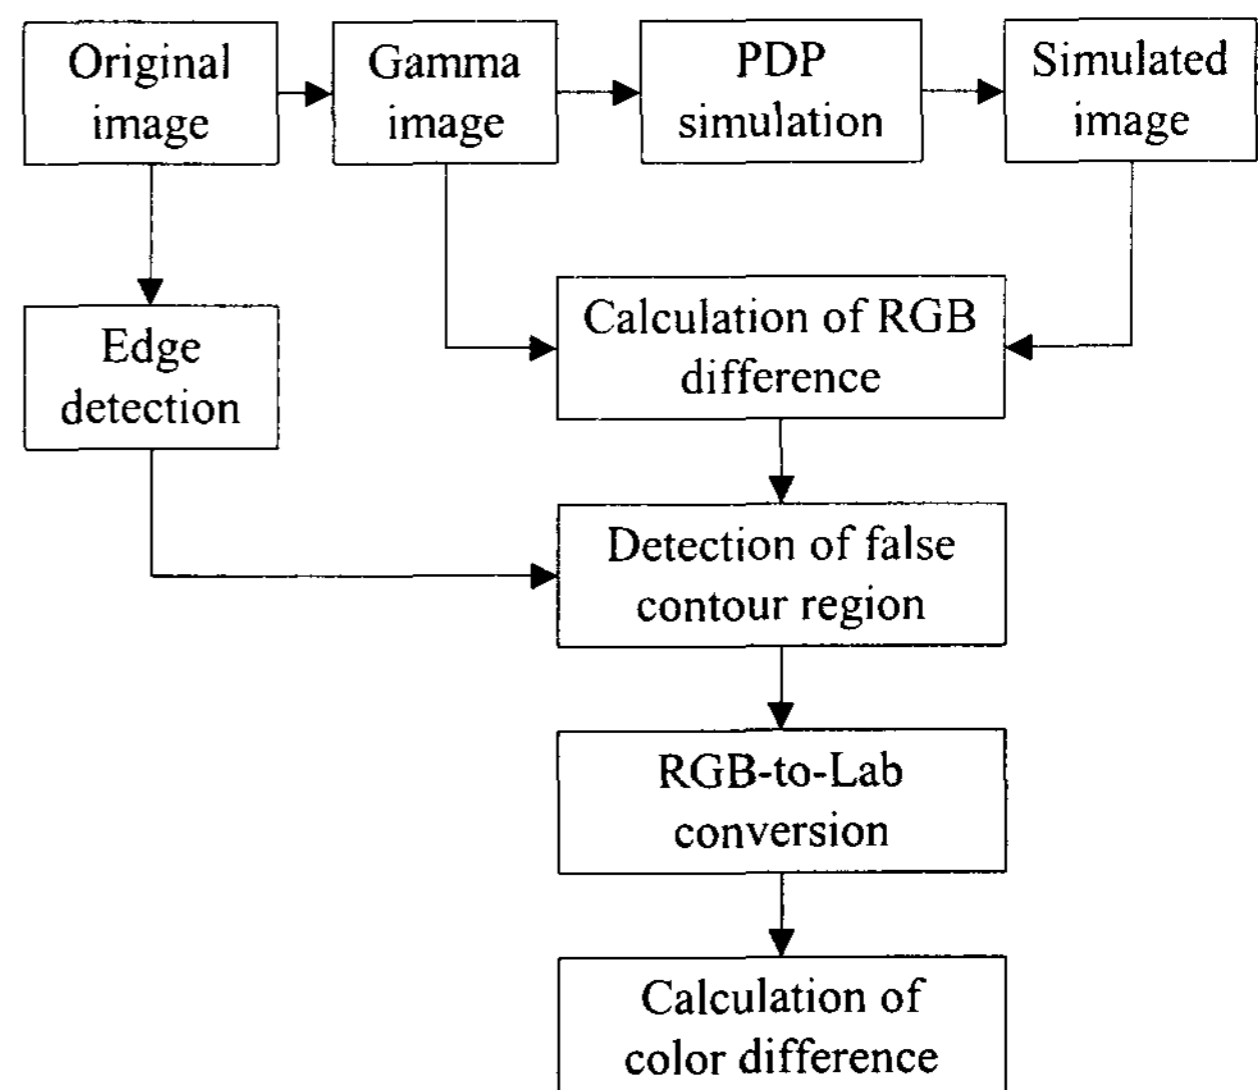 Original
image
Gamma
image
PDP
simulation
Simulated
image
Edge
detection
Calculation of RGB
difference
Detection of false
contour region
RGB-to-Lab
conversion
Calculation of
color difference